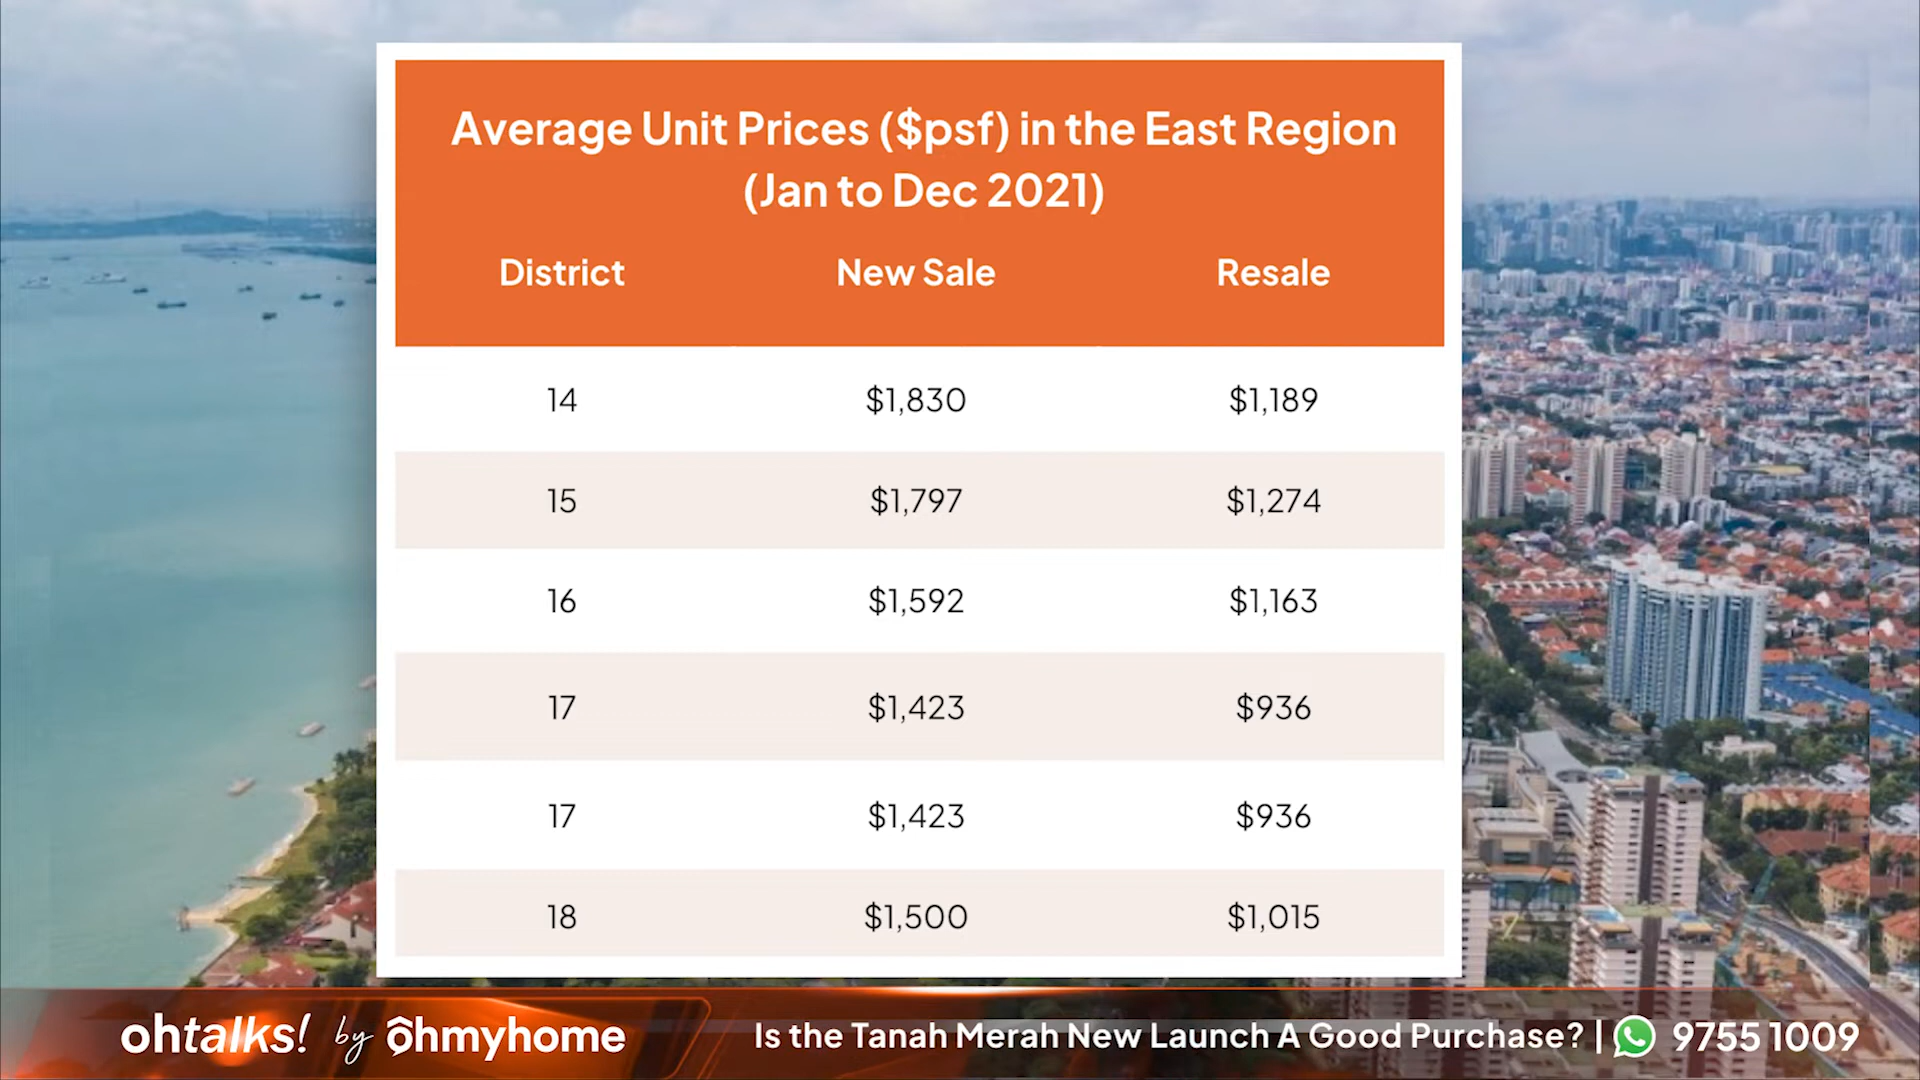 Average Unit Prices ($psf) in the East Region
(Jan to Dec 2021)
District New Sale Resale
14 $1,830 $1,189
15 $1,797 $1,274
16 $1,592 $1,163
17 $1,423 $936
17 $1,423 $936
18 $1,500 $1,015
ohtalks! by ôhmyhome
Is the Tanah Merah New Launch A Good Purchase? | 9755 1009